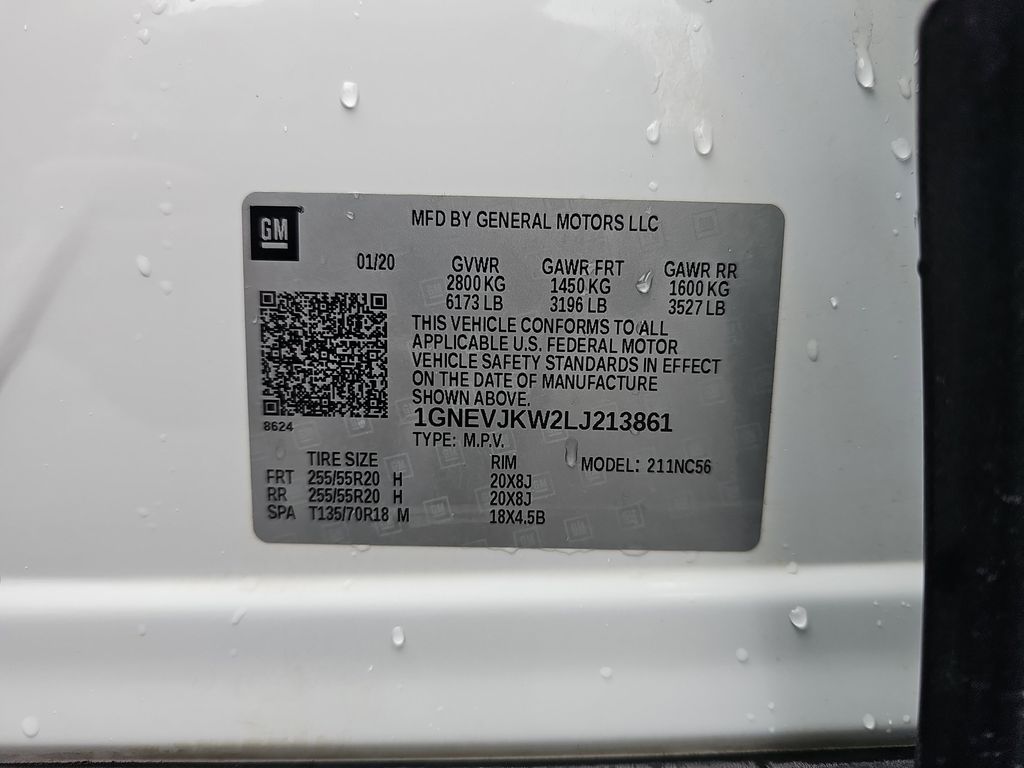 GM
MFD BY GENERAL MOTORS LLC
01/20
GVWR GAWR FRT GAWR RR
2800 KG 1450 KG 1600 KG
6173 LB 3196 LB 3527 LB
THIS VEHICLE CONFORMS TO ALL
APPLICABLE U.S. FEDERAL MOTOR
VEHICLE SAFETY STANDARDS IN EFFECT
ON THE DATE OF MANUFACTURE
SHOWN ABOVE.
1GNEVJKW2LJ213861
8624
TYPE: M.P.V.
MODEL: 211NC56
TIRE SIZE RIM
FRT 255/55R20 H 20X8J
RR 255/55R20 H 20X8J
SPA T135/70R18 M 18X4.5B